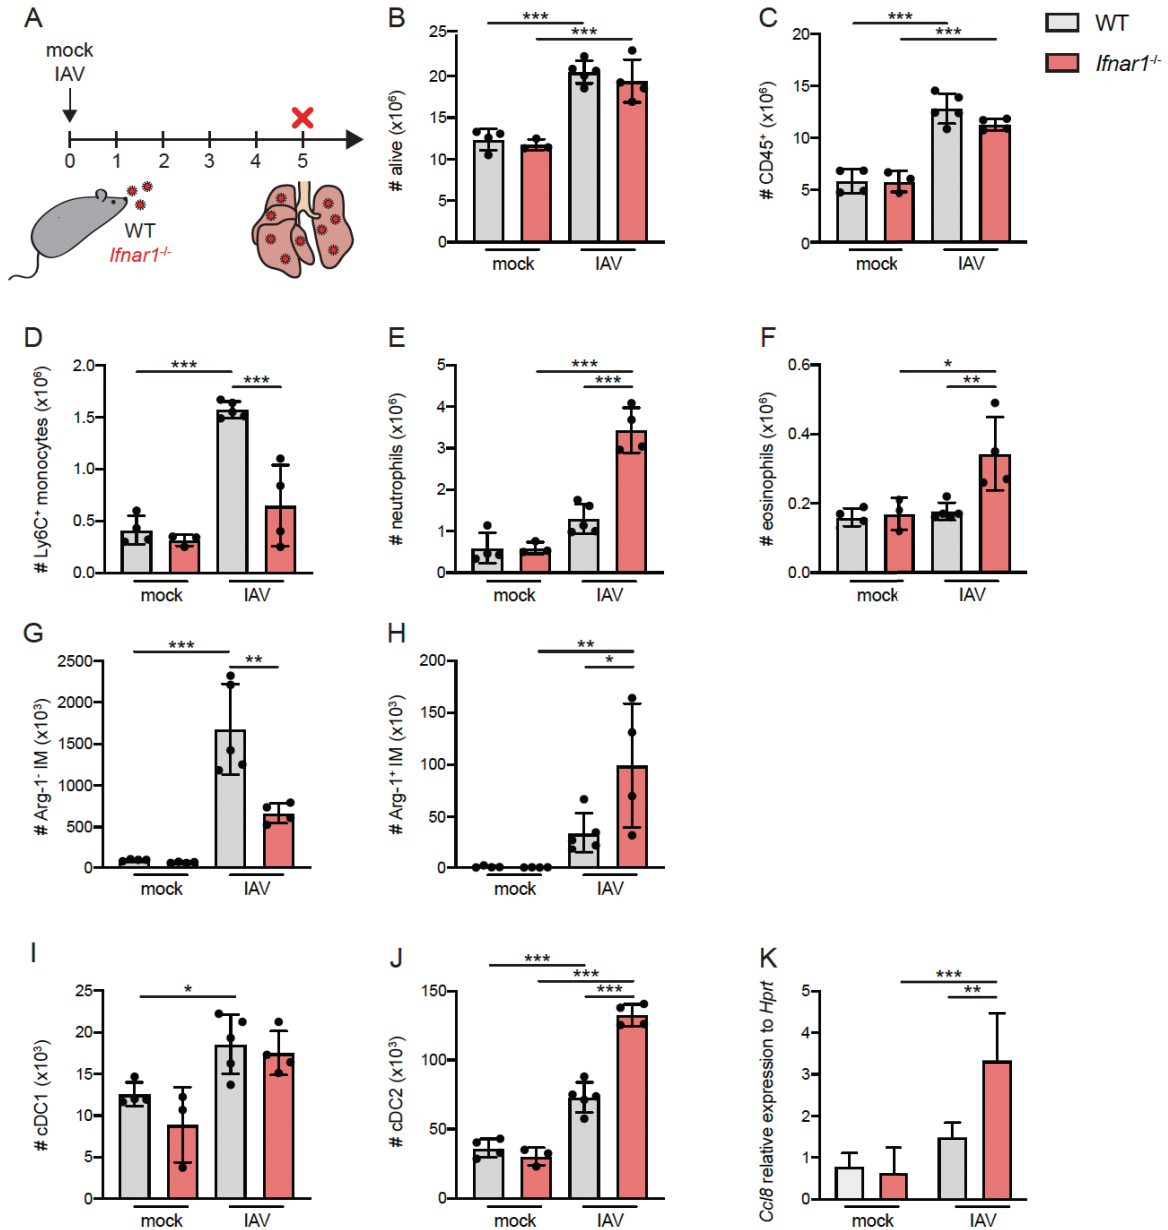 A
mock
IAV
0 1 2 3 4 5
WT
Ifnar1-/-
B
# alive (x10⁶)
25
20
15
10
5
0
***
***
mock IAV
C
# CD45⁺ (x10⁶)
20
15
10
5
0
***
***
mock IAV
WT
Ifnar1-/-
D
# Ly6C⁺ monocytes (x10⁶)
2.0
1.5
1.0
0.5
0.0
***
***
mock IAV
E
# neutrophils (x10⁶)
5
4
3
2
1
0
***
***
mock IAV
F
# eosinophils (x10⁶)
0.6
0.4
0.2
0.0
*
**
mock IAV
G
# Arg-1⁻ IM (x10³)
2500
2000
1500
1000
500
0
***
**
mock IAV
H
# Arg-1⁺ IM (x10³)
200
150
100
50
0
**
*
mock IAV
I
# cDC1 (x10³)
25
20
15
10
5
0
*
mock IAV
J
# cDC2 (x10³)
150
100
50
0
***
***
***
mock IAV
K
Ccl8 relative expression to Hprt
5
4
3
2
1
0
***
**
mock IAV